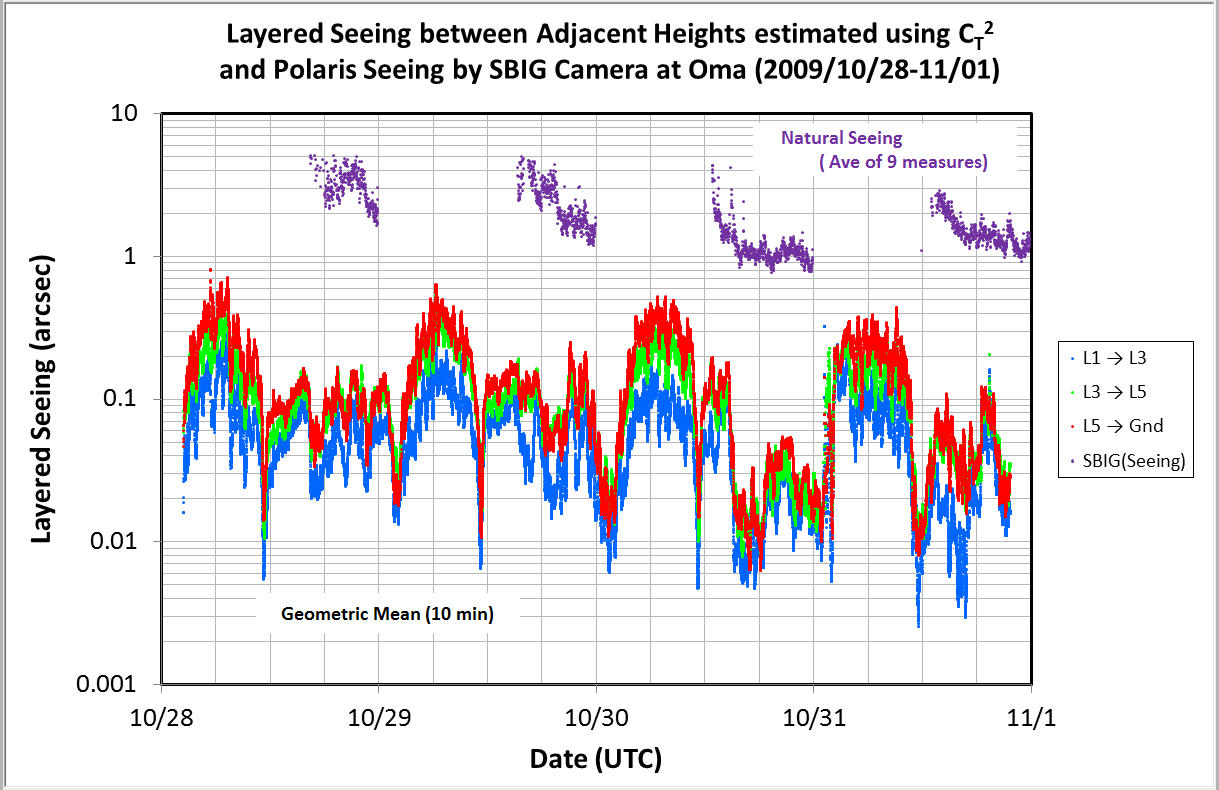 Layered Seeing between Adjacent Heights estimated using C_T^2
and Polaris Seeing by SBIG Camera at Oma (2009/10/28-11/01)
10
Natural Seeing
( Ave of 9 measures)
1
Layered Seeing (arcsec)
L1 → L3
L3 → L5
0.1
L5 → Gnd
SBIG(Seeing)
0.01
Geometric Mean (10 min)
0.001
10/28 10/29 10/30 10/31 11/1
Date (UTC)